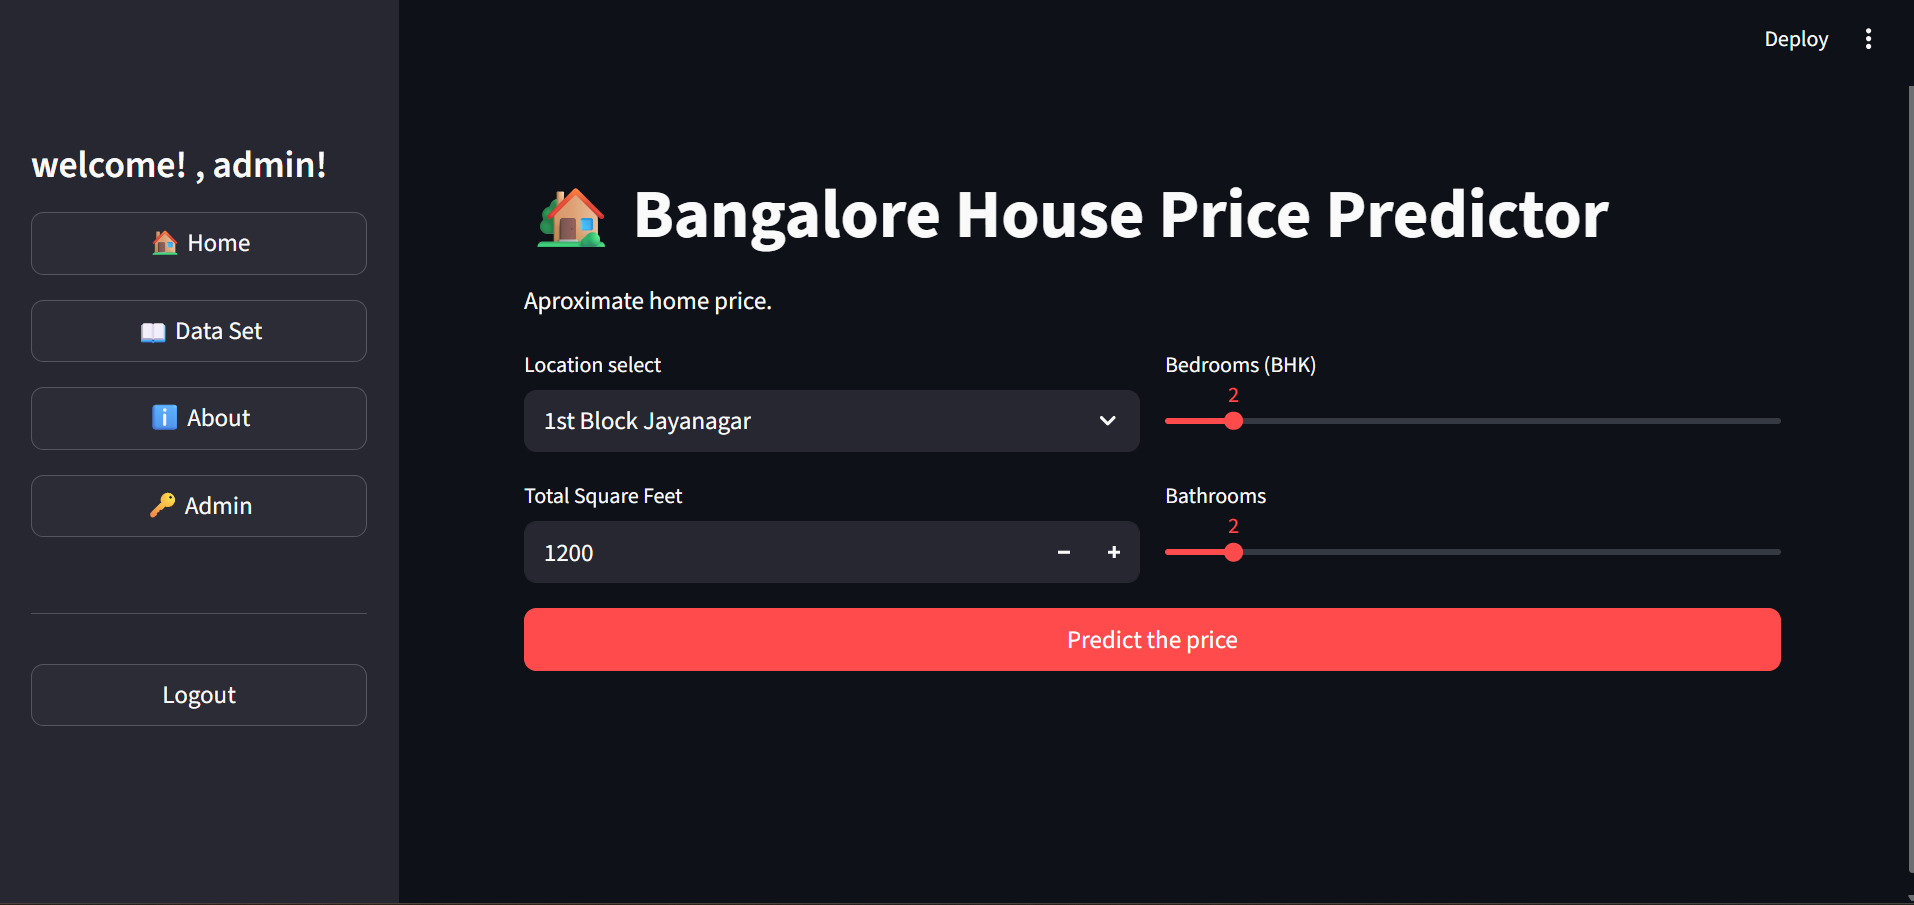 Deploy
welcome! , admin!
🏡 Home
📖 Data Set
ℹ️ About
🔑 Admin
Logout
🏡 Bangalore House Price Predictor
Aproximate home price.
Location select
1st Block Jayanagar
Bedrooms (BHK)
2
Total Square Feet
1200
Bathrooms
2
Predict the price